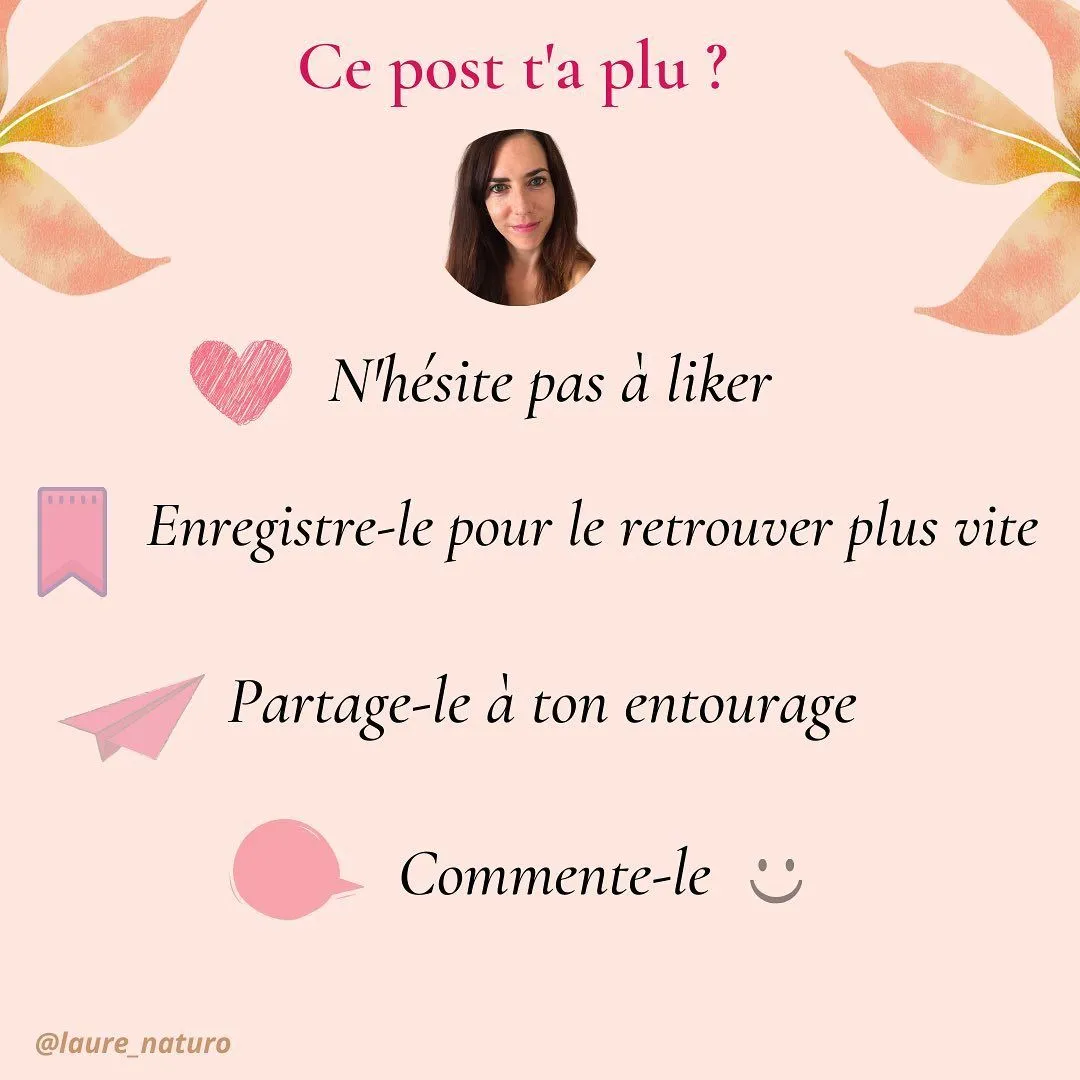 Ce post t'a plu ?
N'hésite pas à liker
Enregistre-le pour le retrouver plus vite
Partage-le à ton entourage
Commente-le
@laure_naturo